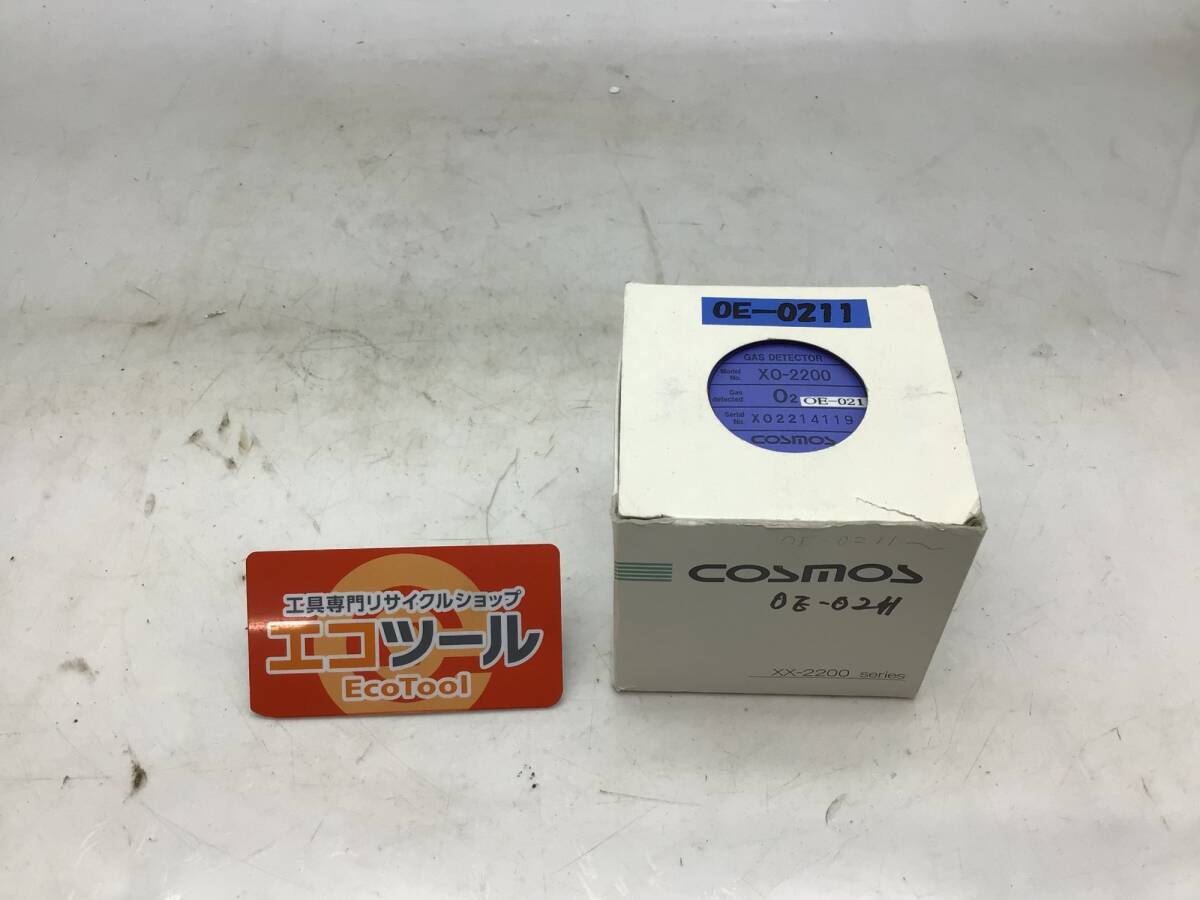 OE-0211
GAS DETECTOR
Model No. XO-2200
Gas detected O2 OE-021
Serial No. XO2214119
COSMOS
OE-0211
COSMOS
OE-0211
XX-2200 series
工具専門リサイクルショップ
エコツール
EcoTool